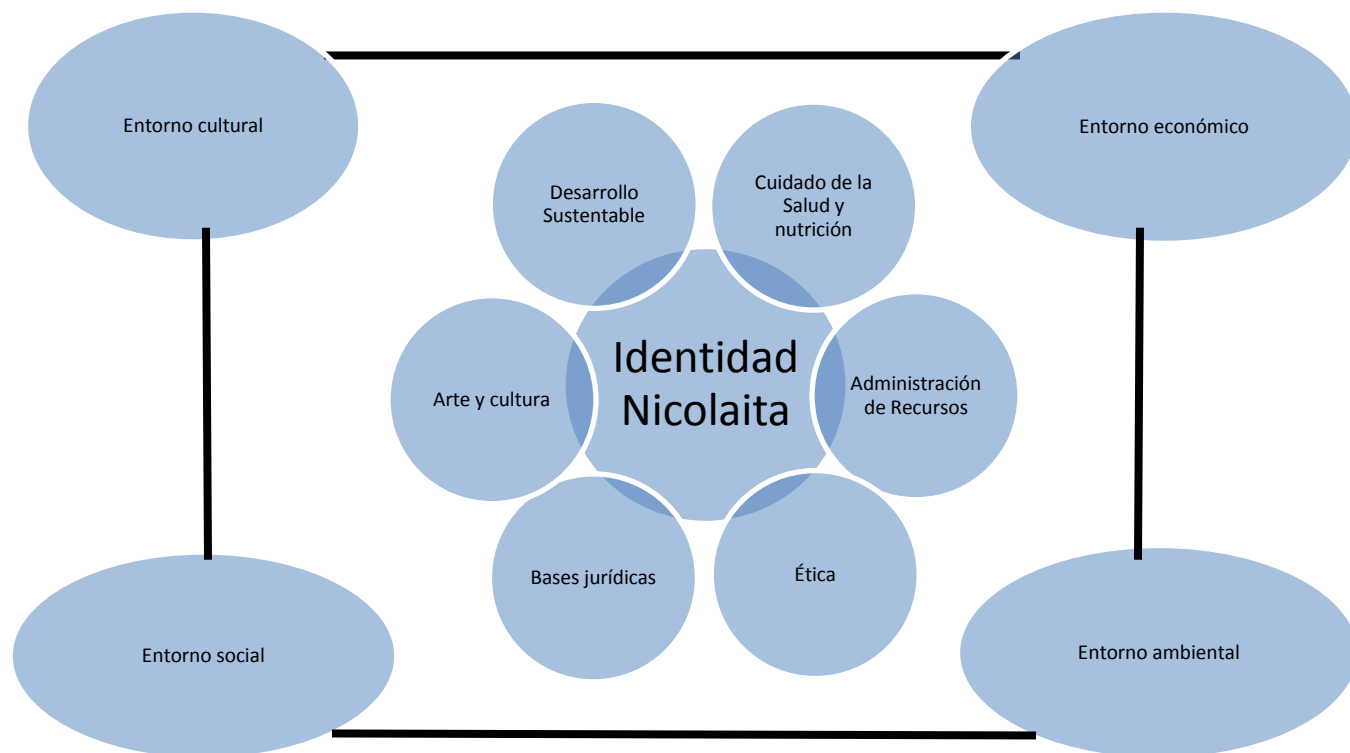 Entorno cultural
Entorno económico
Desarrollo
Sustentable
Cuidado de la
Salud y
nutrición
Identidad
Nicolaita
Arte y cultura
Administración
de Recursos
Bases jurídicas
Ética
Entorno social
Entorno ambiental